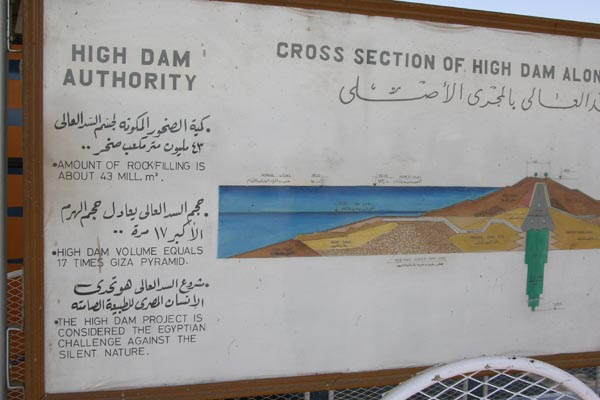 HIGH DAM
AUTHORITY
CROSS SECTION OF HIGH DAM ALON
السد العالى بالمجرى الأصلى
كمية الصخور المكونة لجسم السد العالى
٤٣ مليون متر مكعب صخر ..
•AMOUNT OF ROCKFILLING IS
ABOUT 43 MILL. m³.
حجم السد العالى يعادل حجم الهرم
الأكبر ١٧ مرة ..
•HIGH DAM VOLUME EQUALS
17 TIMES GIZA PYRAMID.
مشروع السد العالى هو تحدى
الإنسان المصرى للطبيعة الصامته
•THE HIGH DAM PROJECT IS
CONSIDERED THE EGYPTIAN
CHALLENGE AGAINST THE
SILENT NATURE.